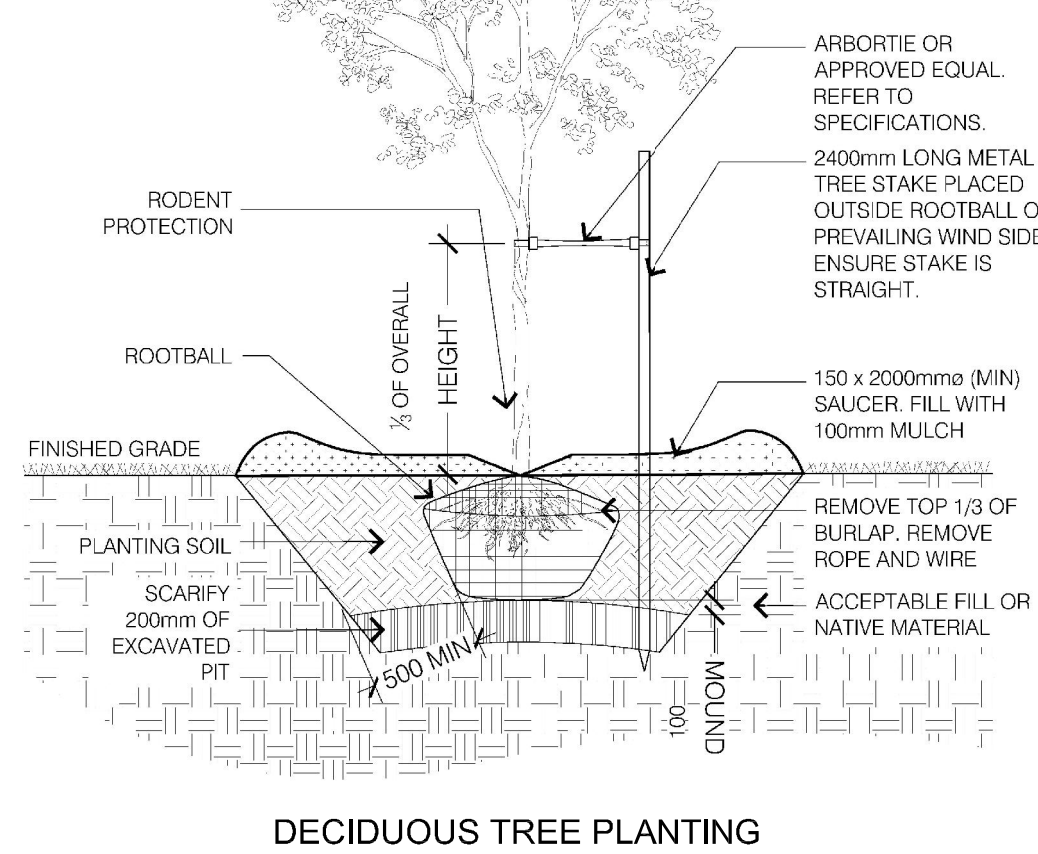 ARBORTIE OR
APPROVED EQUAL.
REFER TO
SPECIFICATIONS.
2400mm LONG METAL
TREE STAKE PLACED
OUTSIDE ROOTBALL O
PREVAILING WIND SIDE
ENSURE STAKE IS
STRAIGHT.
RODENT
PROTECTION
⅓ OF OVERALL
HEIGHT
ROOTBALL
150 x 2000mmø (MIN)
SAUCER. FILL WITH
100mm MULCH
FINISHED GRADE
REMOVE TOP 1/3 OF
BURLAP. REMOVE
ROPE AND WIRE
PLANTING SOIL
SCARIFY
200mm OF
EXCAVATED
PIT
ACCEPTABLE FILL OR
NATIVE MATERIAL
500 MIN
100
MOUND
DECIDUOUS TREE PLANTING